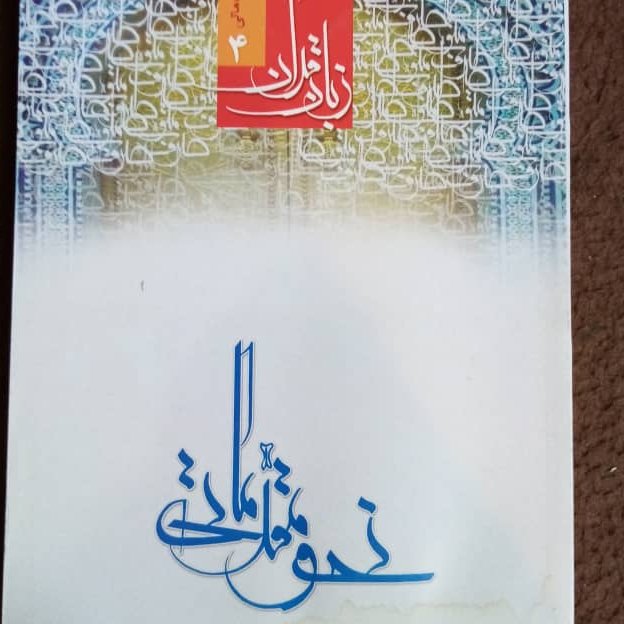 زبان قرآن
۴
نحو مقدماتی